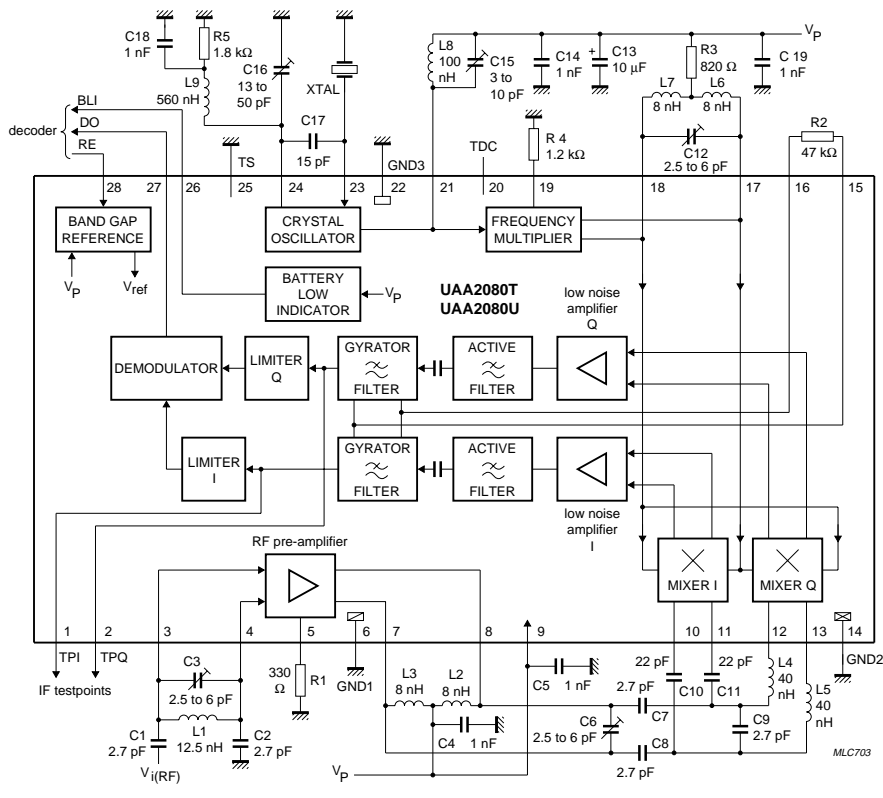 C18
1 nF
R5
1.8 kΩ
L9
560 nH
C16
13 to
50 pF
XTAL
C17
15 pF
L8
100
nH
C15
3 to
10 pF
C14
1 nF
C13
+
10 µF
R3
820 Ω
C 19
1 nF
VP
L7
8 nH
L6
8 nH
C12
2.5 to 6 pF
R2
47 kΩ
R 4
1.2 kΩ
decoder
BLI
DO
RE
TS
GND3
TDC
28
27
26
25
24
23
22
21
20
19
18
17
16
15
BAND GAP
REFERENCE
VP
Vref
CRYSTAL
OSCILLATOR
FREQUENCY
MULTIPLIER
BATTERY
LOW
INDICATOR
VP
UAA2080T
UAA2080U
low noise
amplifier
Q
DEMODULATOR
LIMITER
Q
GYRATOR
FILTER
ACTIVE
FILTER
LIMITER
I
GYRATOR
FILTER
ACTIVE
FILTER
low noise
amplifier
I
RF pre-amplifier
MIXER I
MIXER Q
1
2
3
4
5
6
7
8
9
10
11
12
13
14
TPI
TPQ
IF testpoints
C3
2.5 to 6 pF
L1
12.5 nH
C1
2.7 pF
C2
2.7 pF
Vi(RF)
330
Ω
R1
GND1
L3
8 nH
L2
8 nH
C4
1 nF
VP
C5
1 nF
C6
2.5 to 6 pF
2.7 pF
C7
C8
2.7 pF
22 pF
C10
22 pF
C11
C9
2.7 pF
L4
40
nH
L5
40
nH
GND2
MLC703